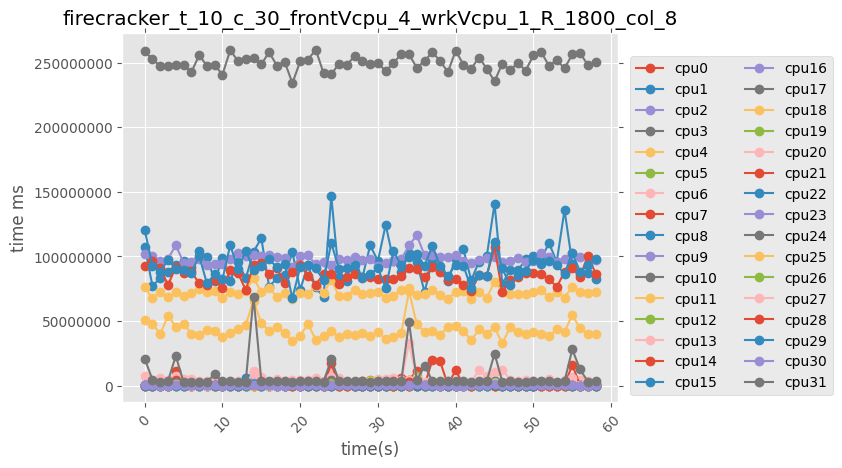 firecracker_t_10_c_30_frontVcpu_4_wrkVcpu_1_R_1800_col_8
250000000
200000000
150000000
100000000
50000000
0
time ms
0
10
20
30
40
50
60
time(s)
cpu0
cpu1
cpu2
cpu3
cpu4
cpu5
cpu6
cpu7
cpu8
cpu9
cpu10
cpu11
cpu12
cpu13
cpu14
cpu15
cpu16
cpu17
cpu18
cpu19
cpu20
cpu21
cpu22
cpu23
cpu24
cpu25
cpu26
cpu27
cpu28
cpu29
cpu30
cpu31